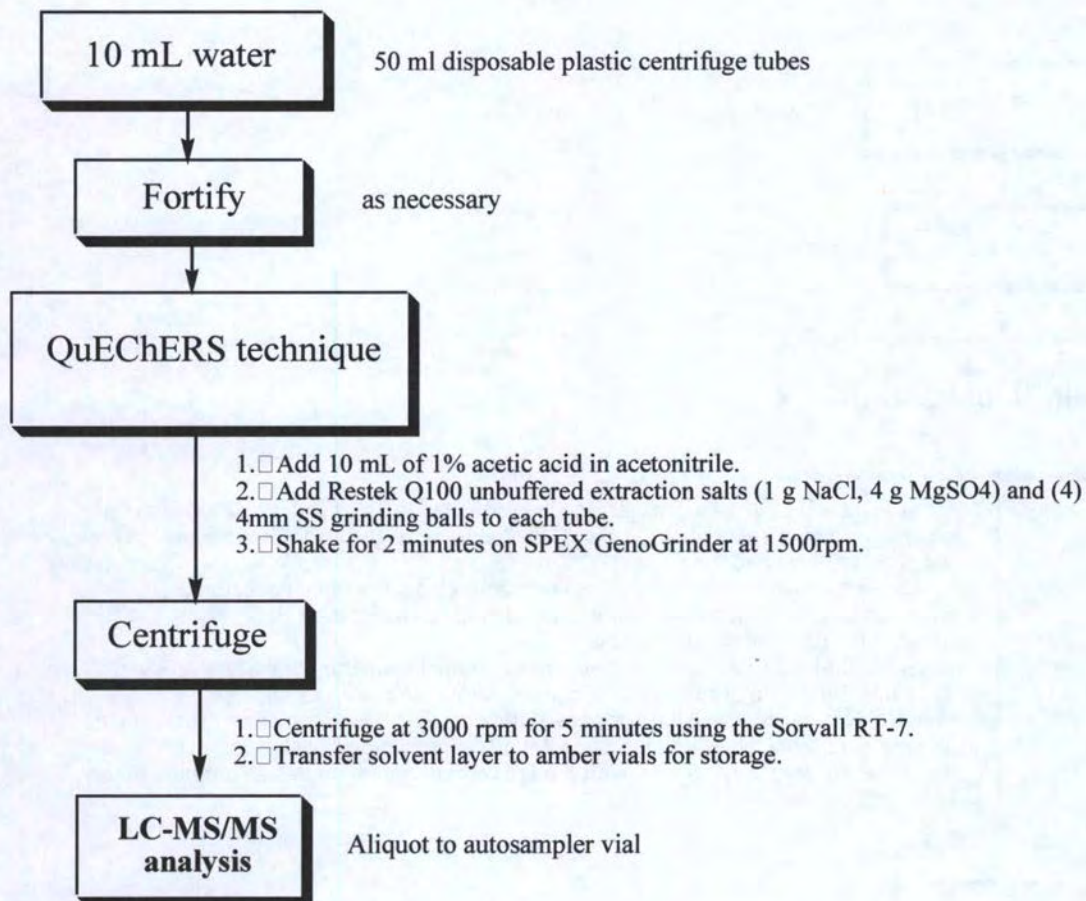 10 mL water
50 ml disposable plastic centrifuge tubes
Fortify
as necessary
QuEChERS technique
1.□Add 10 mL of 1% acetic acid in acetonitrile.
2.□Add Restek Q100 unbuffered extraction salts (1 g NaCl, 4 g MgSO4) and (4)
4mm SS grinding balls to each tube.
3.□Shake for 2 minutes on SPEX GenoGrinder at 1500rpm.
Centrifuge
1.□Centrifuge at 3000 rpm for 5 minutes using the Sorvall RT-7.
2.□Transfer solvent layer to amber vials for storage.
LC-MS/MS
analysis
Aliquot to autosampler vial